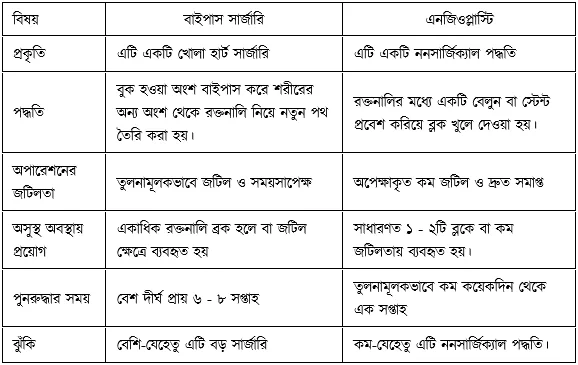 বিষয় বাইপাস সার্জারি এনজিওপ্লাস্টি
প্রকৃতি এটি একটি খোলা হার্ট সার্জারি এটি একটি ননসার্জিক্যাল পদ্ধতি
পদ্ধতি
বুক হওয়া অংশ বাইপাস করে শরীরের
অন্য অংশ থেকে রক্তনালি নিয়ে নতুন পথ
তৈরি করা হয়।
রক্তনালির মধ্যে একটি বেলুন বা স্টেন্ট
প্রবেশ করিয়ে ব্লক খুলে দেওয়া হয়।
অপারেশনের
জটিলতা
তুলনামূলকভাবে জটিল ও সময়সাপেক্ষ
অপেক্ষাকৃত কম জটিল ও দ্রুত সমাপ্ত
অসুস্থ অবস্থায়
প্রয়োগ
একাধিক রক্তনালি ব্রক হলে বা জটিল
ক্ষেত্রে ব্যবহৃত হয়
সাধারণত ১ - ২টি ব্লকে বা কম
জটিলতায় ব্যবহৃত হয়।
পুনরুদ্ধার সময়
বেশ দীর্ঘ প্রায় ৬ - ৮ সপ্তাহ
তুলনামূলকভাবে কম কয়েকদিন থেকে
এক সপ্তাহ
ঝুঁকি বেশি-যেহেতু এটি বড় সার্জারি কম-যেহেতু এটি ননসার্জিক্যাল পদ্ধতি।